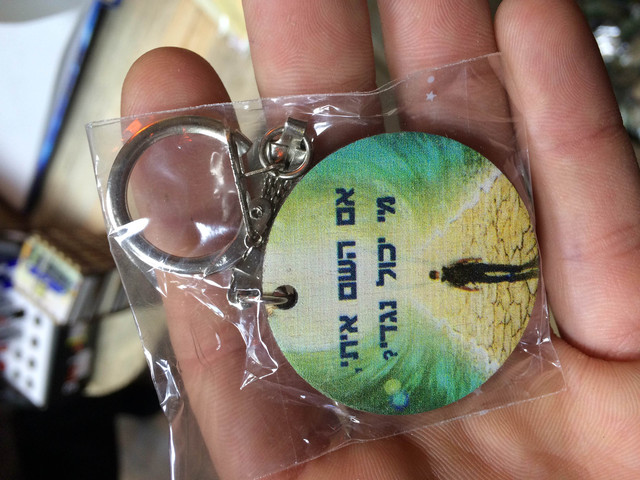 אם השם איתי,
מי יכול נגדי?